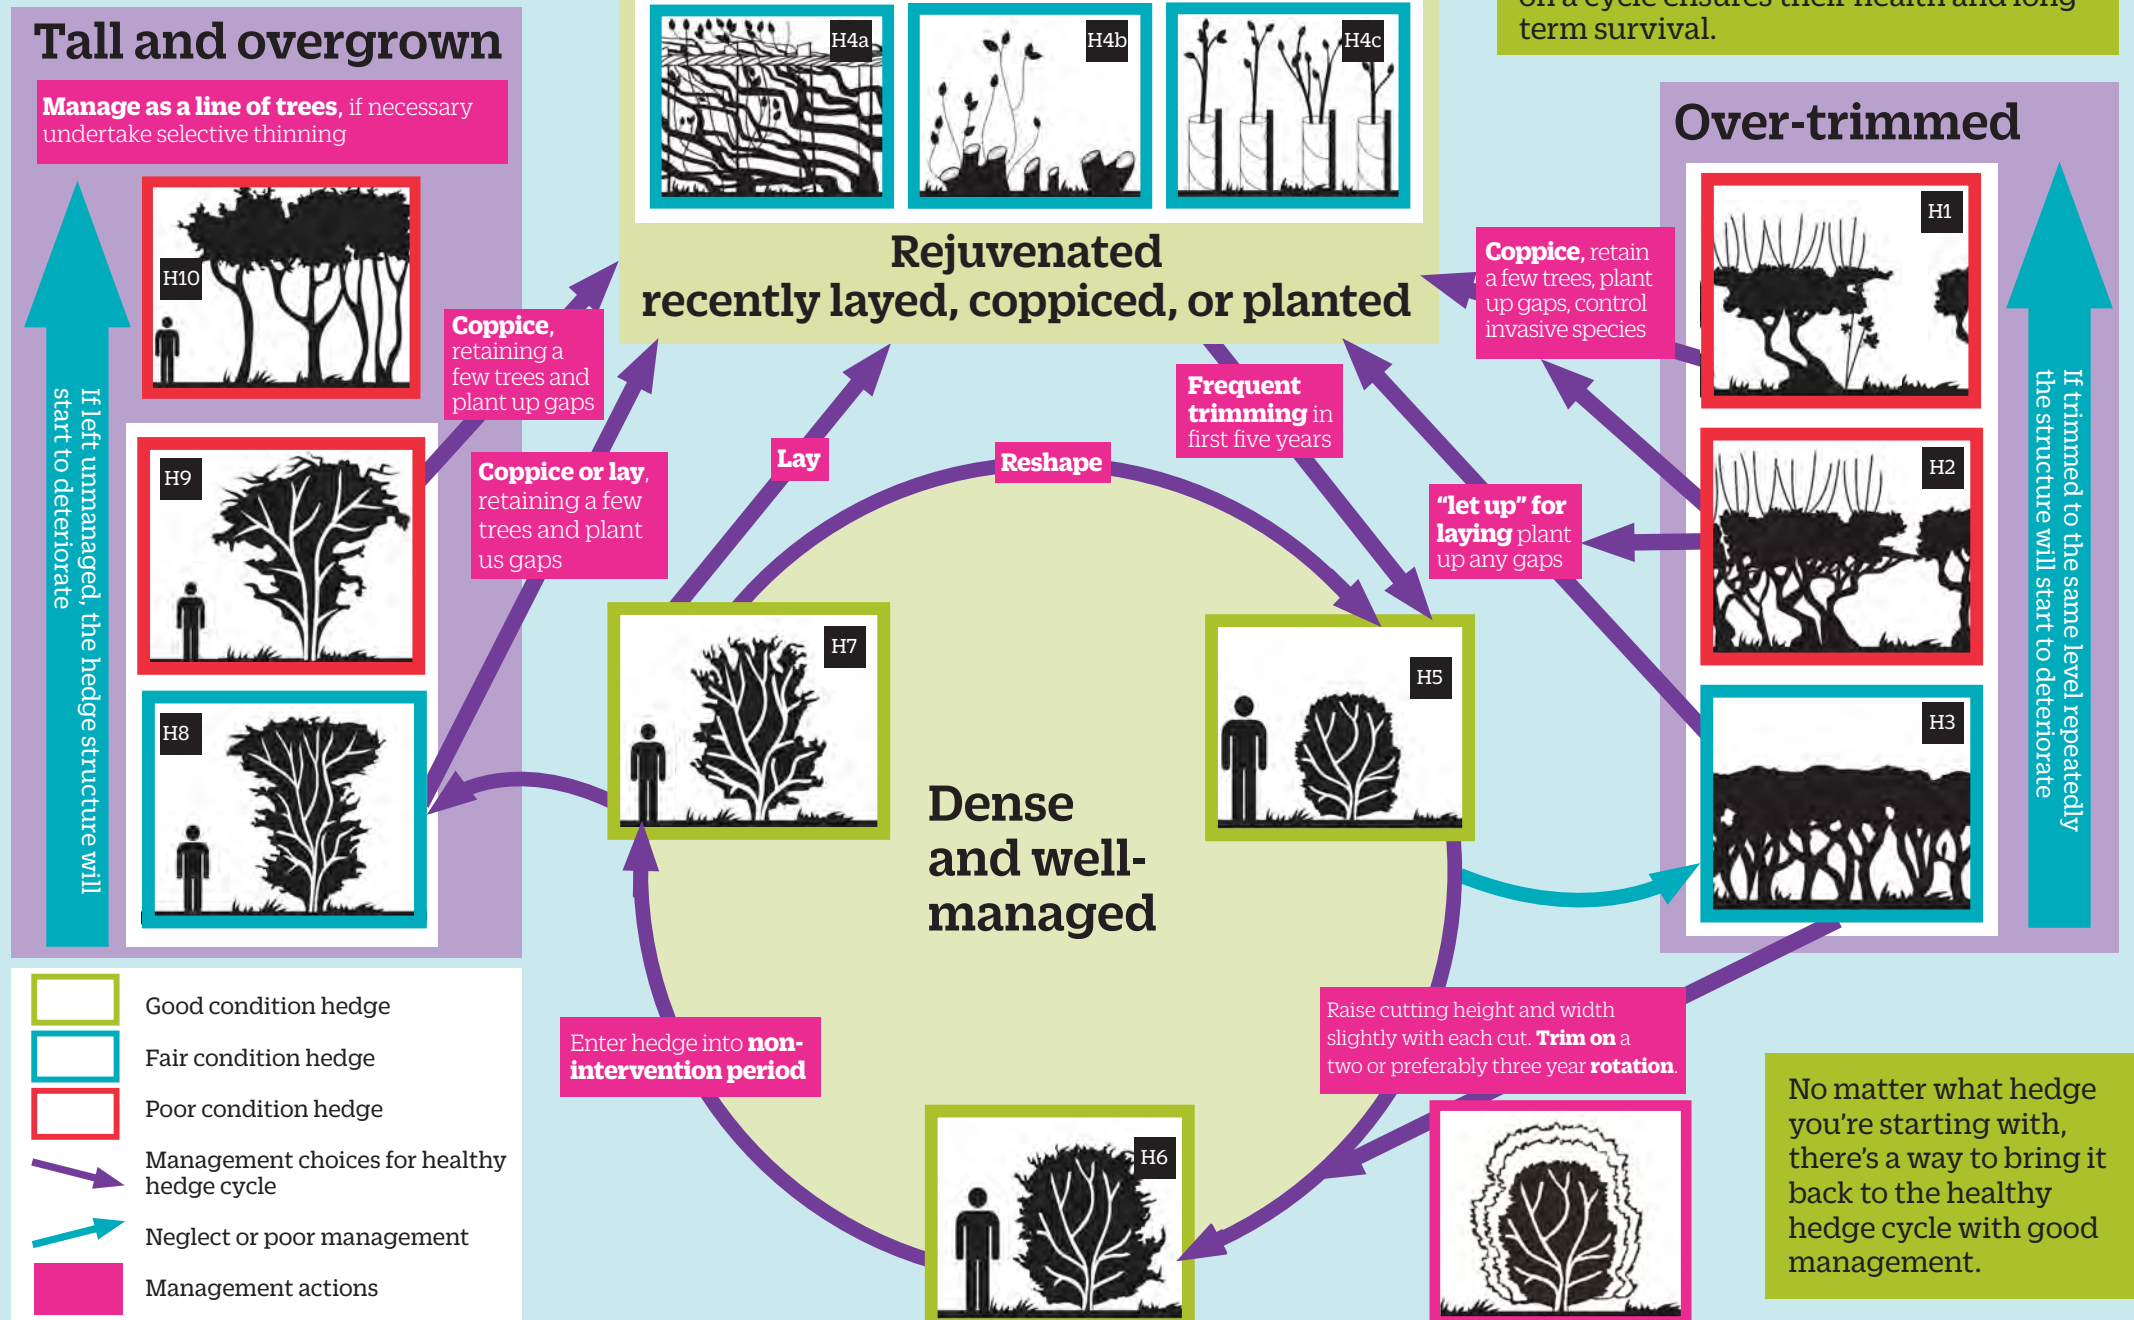 Tall and overgrown
Manage as a line of trees, if necessary
undertake selective thinning
H10
H9
H8
If left unmanaged, the hedge structure will
start to deteriorate
H4a
H4b
H4c
Rejuvenated
recently layed, coppiced, or planted
on a cycle ensures their health and long
term survival.
Over-trimmed
H1
H2
H3
If trimmed to the same level repeatedly
the structure will start to deteriorate
Coppice,
retaining a
few trees and
plant up gaps
Coppice or lay,
retaining a few
trees and plant
us gaps
Lay
Reshape
Frequent
trimming in
first five years
Coppice, retain
a few trees, plant
up gaps, control
invasive species
"let up" for
laying plant
up any gaps
H7
H5
Dense
and well-
managed
Enter hedge into non-
intervention period
Raise cutting height and width
slightly with each cut. Trim on a
two or preferably three year rotation.
H6
Good condition hedge
Fair condition hedge
Poor condition hedge
Management choices for healthy
hedge cycle
Neglect or poor management
Management actions
No matter what hedge
you're starting with,
there's a way to bring it
back to the healthy
hedge cycle with good
management.